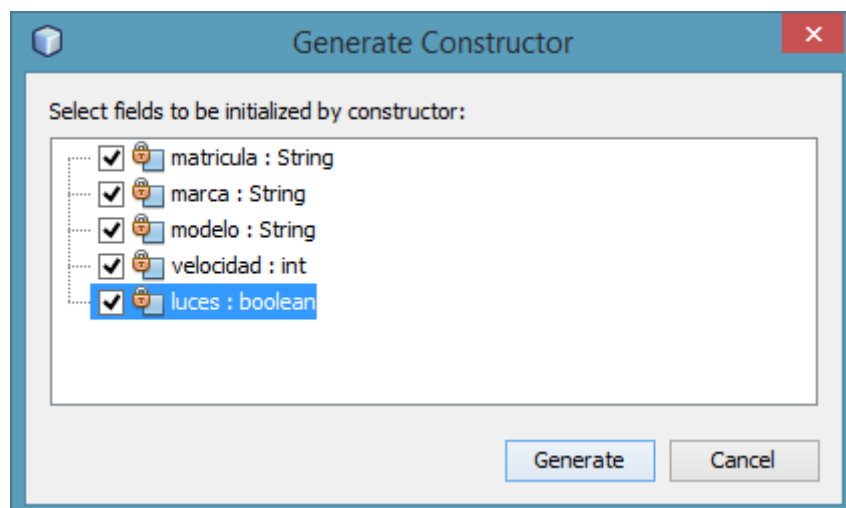 Generate Constructor
Select fields to be initialized by constructor:
matricula : String
marca : String
modelo : String
velocidad : int
luces : boolean
Generate
Cancel